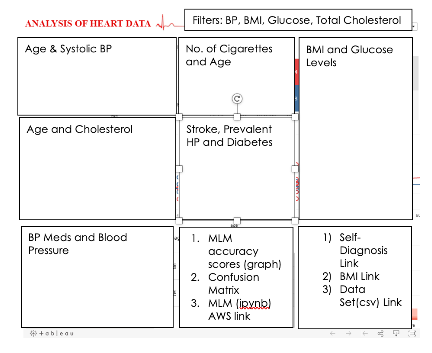 ANALYSIS OF HEART DATA
Filters: BP, BMI, Glucose, Total Cholesterol
Age & Systolic BP
No. of Cigarettes
and Age
BMI and Glucose
Levels
Age and Cholesterol
Stroke, Prevalent
HP and Diabetes
BP Meds and Blood
Pressure
1. MLM
accuracy
scores (graph)
2. Confusion
Matrix
3. MLM (ipynb)
AWS link
1) Self-
Diagnosis
Link
2) BMI Link
3) Data
Set(csv) Link
+ableau